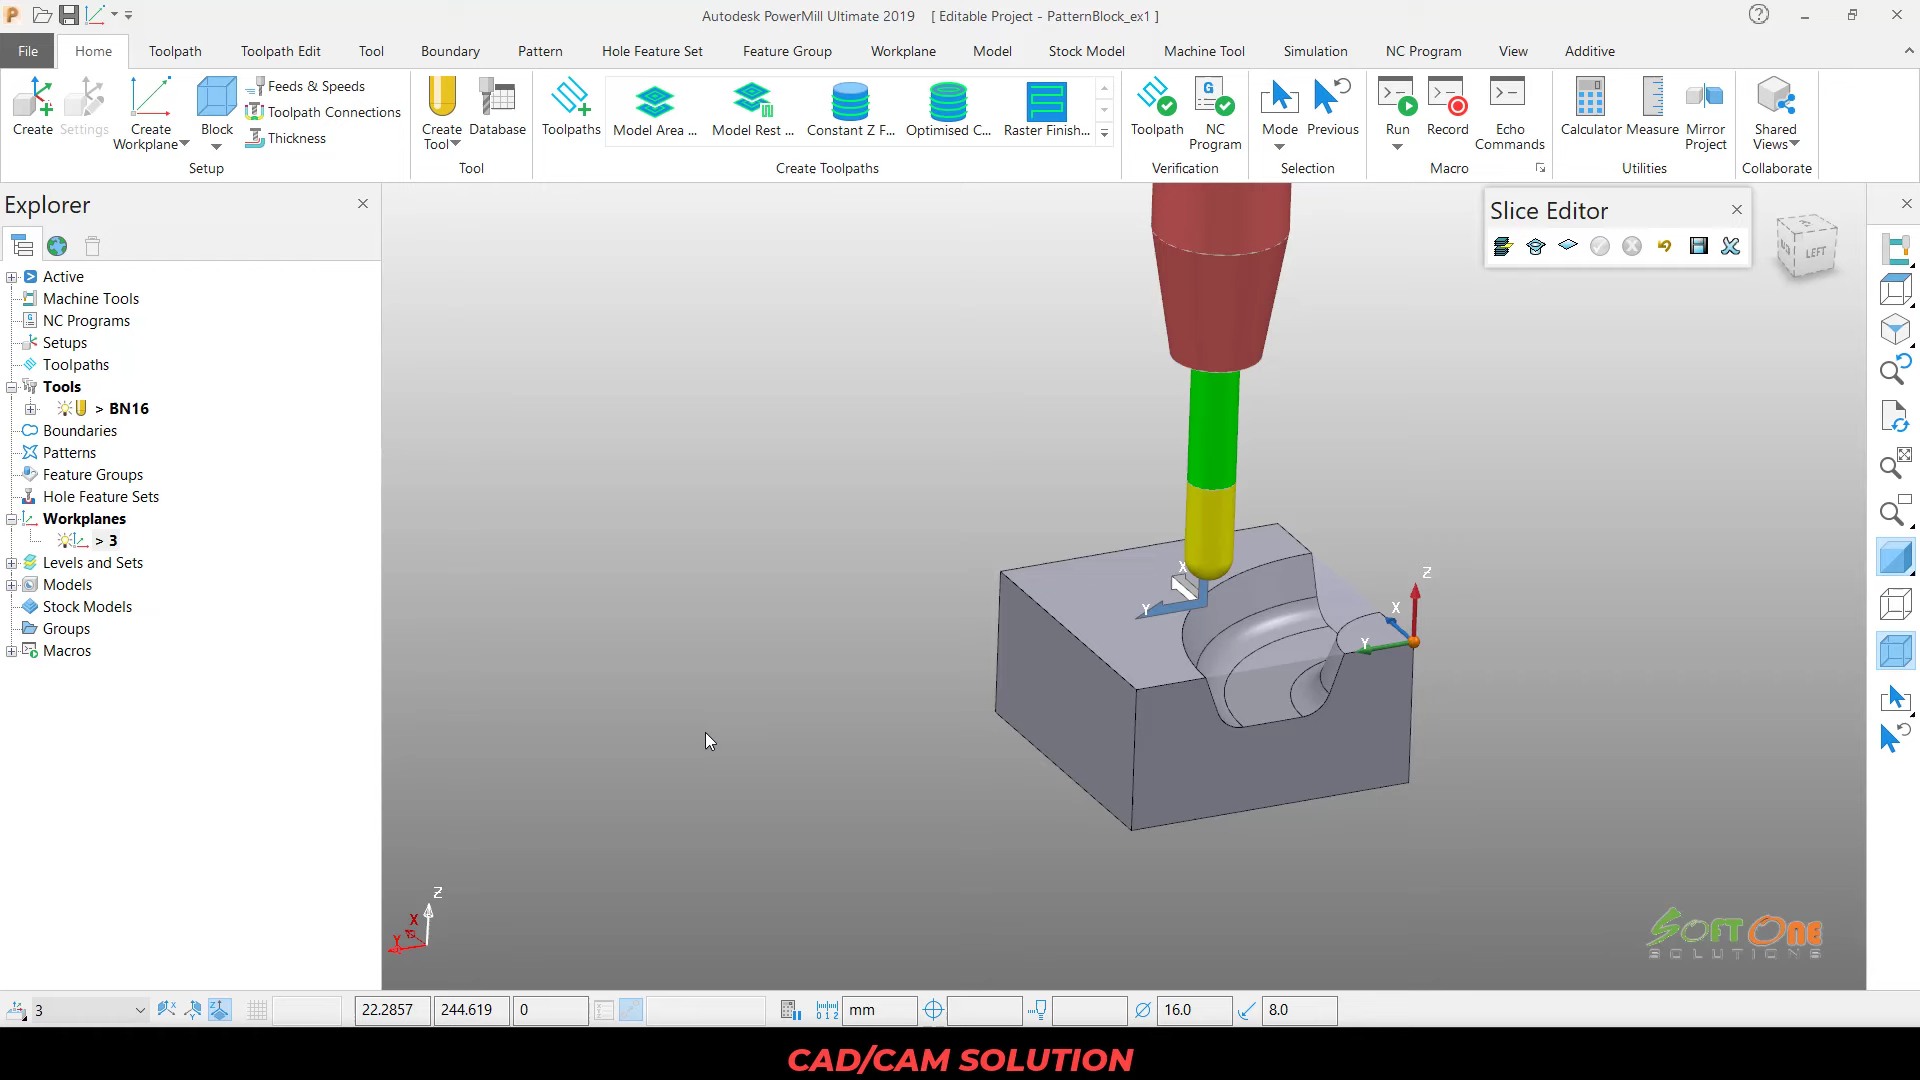 Autodesk PowerMill Ultimate 2019 [ Editable Project - PatternBlock_ex1 ]
File Home Toolpath Toolpath Edit Tool Boundary Pattern Hole Feature Set Feature Group Workplane Model Stock Model Machine Tool Simulation NC Program View Additive
Create
Settings
Create
Workplane
Block
Feeds & Speeds
Toolpath Connections
Thickness
Setup
Create
Tool
Database
Tool
Toolpaths
Model Area ...
Model Rest ...
Constant Z F...
Optimised C...
Raster Finish...
Create Toolpaths
Toolpath
NC
Program
Verification
Mode
Previous
Selection
Run
Record
Echo
Commands
Macro
Calculator
Measure
Mirror
Project
Utilities
Shared
Views
Collaborate
Explorer
Active
Machine Tools
NC Programs
Setups
Toolpaths
Tools
> BN16
Boundaries
Patterns
Feature Groups
Hole Feature Sets
Workplanes
> 3
Levels and Sets
Models
Stock Models
Groups
Macros
Slice Editor
LEFT
X
Y
Z
X
Y
Z
X
Y
SOFTONE
SOLUTIONS
3 22.2857 244.619 0 mm 16.0 8.0
CAD/CAM SOLUTION